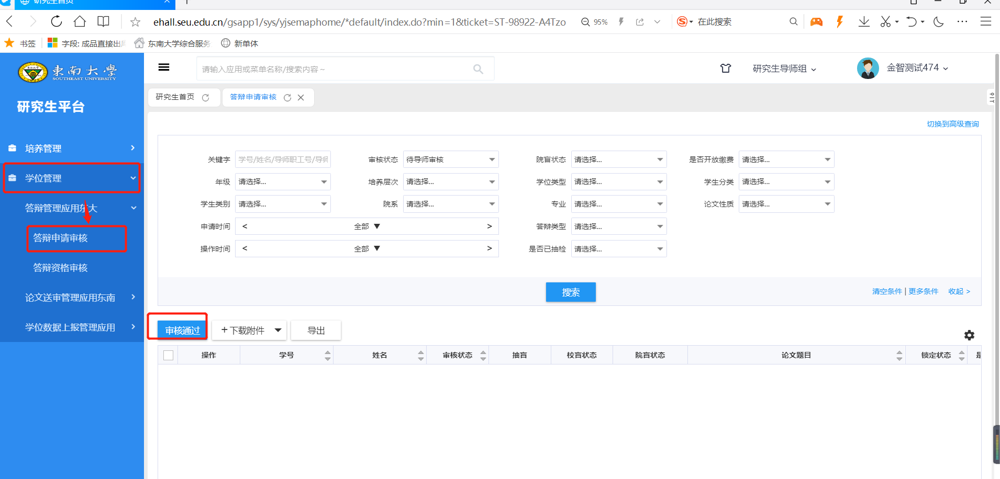 研究生首页
ehall.seu.edu.cn/gsapp1/sys/yjsemaphome/*default/index.do?min=1&ticket=ST-98922-A4Tzo
95%
在此搜索
书签
字段: 成品直接出库
东南大学综合服务
新单体
東南大學
SOUTHEAST UNIVERSITY
研究生平台
请输入应用或菜单名称/搜索内容~
研究生导师组
金智测试474
研究生首页
答辩申请审核
培养管理
学位管理
答辩管理应用东大
答辩申请审核
答辩资格审核
论文送审管理应用东南
学位数据上报管理应用
切换到高级查询
关键字 学号/姓名/导师职工号/导师 审核状态 待导师审核 院盲状态 请选择... 是否开放缴费 请选择...
年级 请选择... 培养层次 请选择... 学位类型 请选择... 学生分类 请选择...
学生类别 请选择... 院系 请选择... 专业 请选择... 论文性质 请选择...
申请时间 < 全部 ▼ > 答辩类型 请选择...
操作时间 < 全部 ▼ > 是否已抽检 请选择...
搜索
清空条件 | 更多条件 收起 >
审核通过 +下载附件 导出
操作 学号 姓名 审核状态 抽盲 校盲状态 院盲状态 论文题目 锁定状态 是